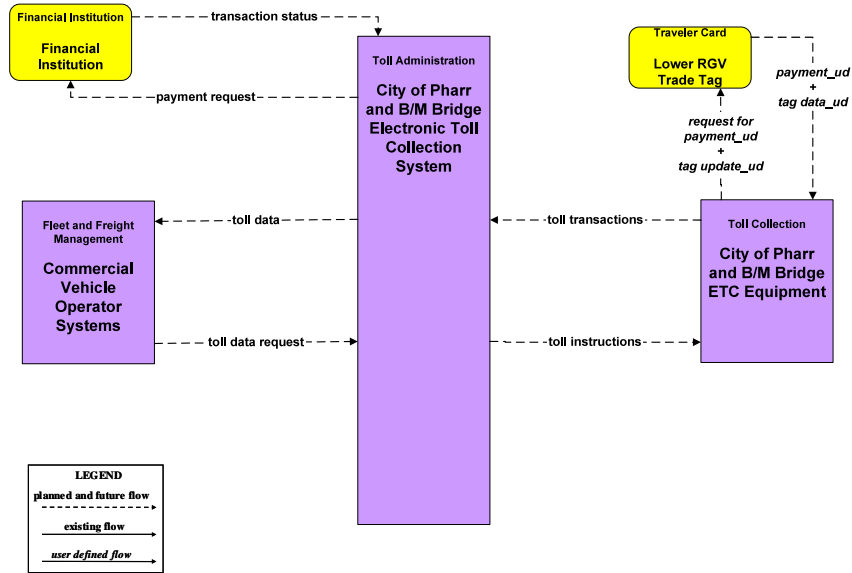 Financial Institution
Financial
Institution
transaction status
payment request
Toll Administration
City of Pharr
and B/M Bridge
Electronic Toll
Collection
System
Traveler Card
Lower RGV
Trade Tag
payment_ud
+
tag data_ud
request for
payment_ud
+
tag update_ud
Fleet and Freight
Management
Commercial
Vehicle
Operator
Systems
toll data
toll data request
toll transactions
toll instructions
Toll Collection
City of Pharr
and B/M Bridge
ETC Equipment
LEGEND
planned and future flow
existing flow
user defined flow